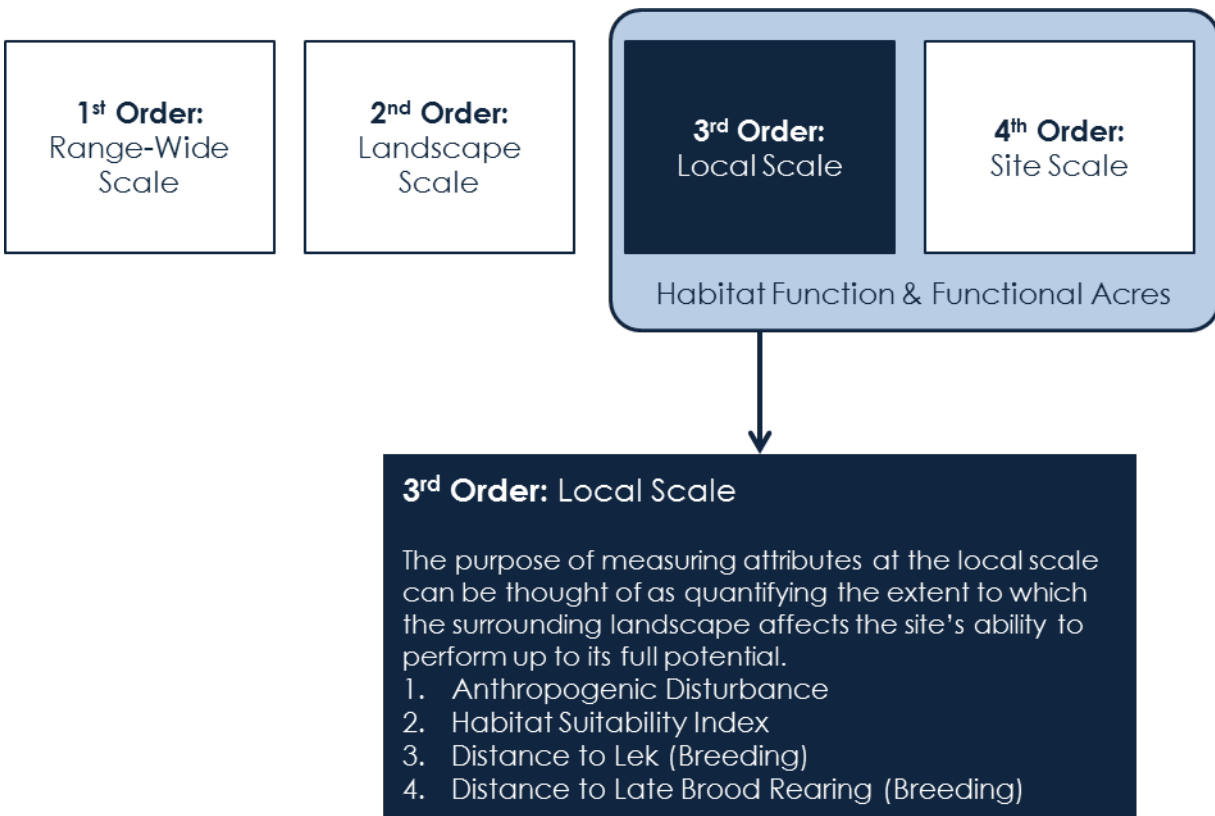 1st Order:
Range-Wide
Scale
2nd Order:
Landscape
Scale
3rd Order:
Local Scale
4th Order:
Site Scale
Habitat Function & Functional Acres
3rd Order: Local Scale
The purpose of measuring attributes at the local scale
can be thought of as quantifying the extent to which
the surrounding landscape affects the site's ability to
perform up to its full potential.
1. Anthropogenic Disturbance
2. Habitat Suitability Index
3. Distance to Lek (Breeding)
4. Distance to Late Brood Rearing (Breeding)